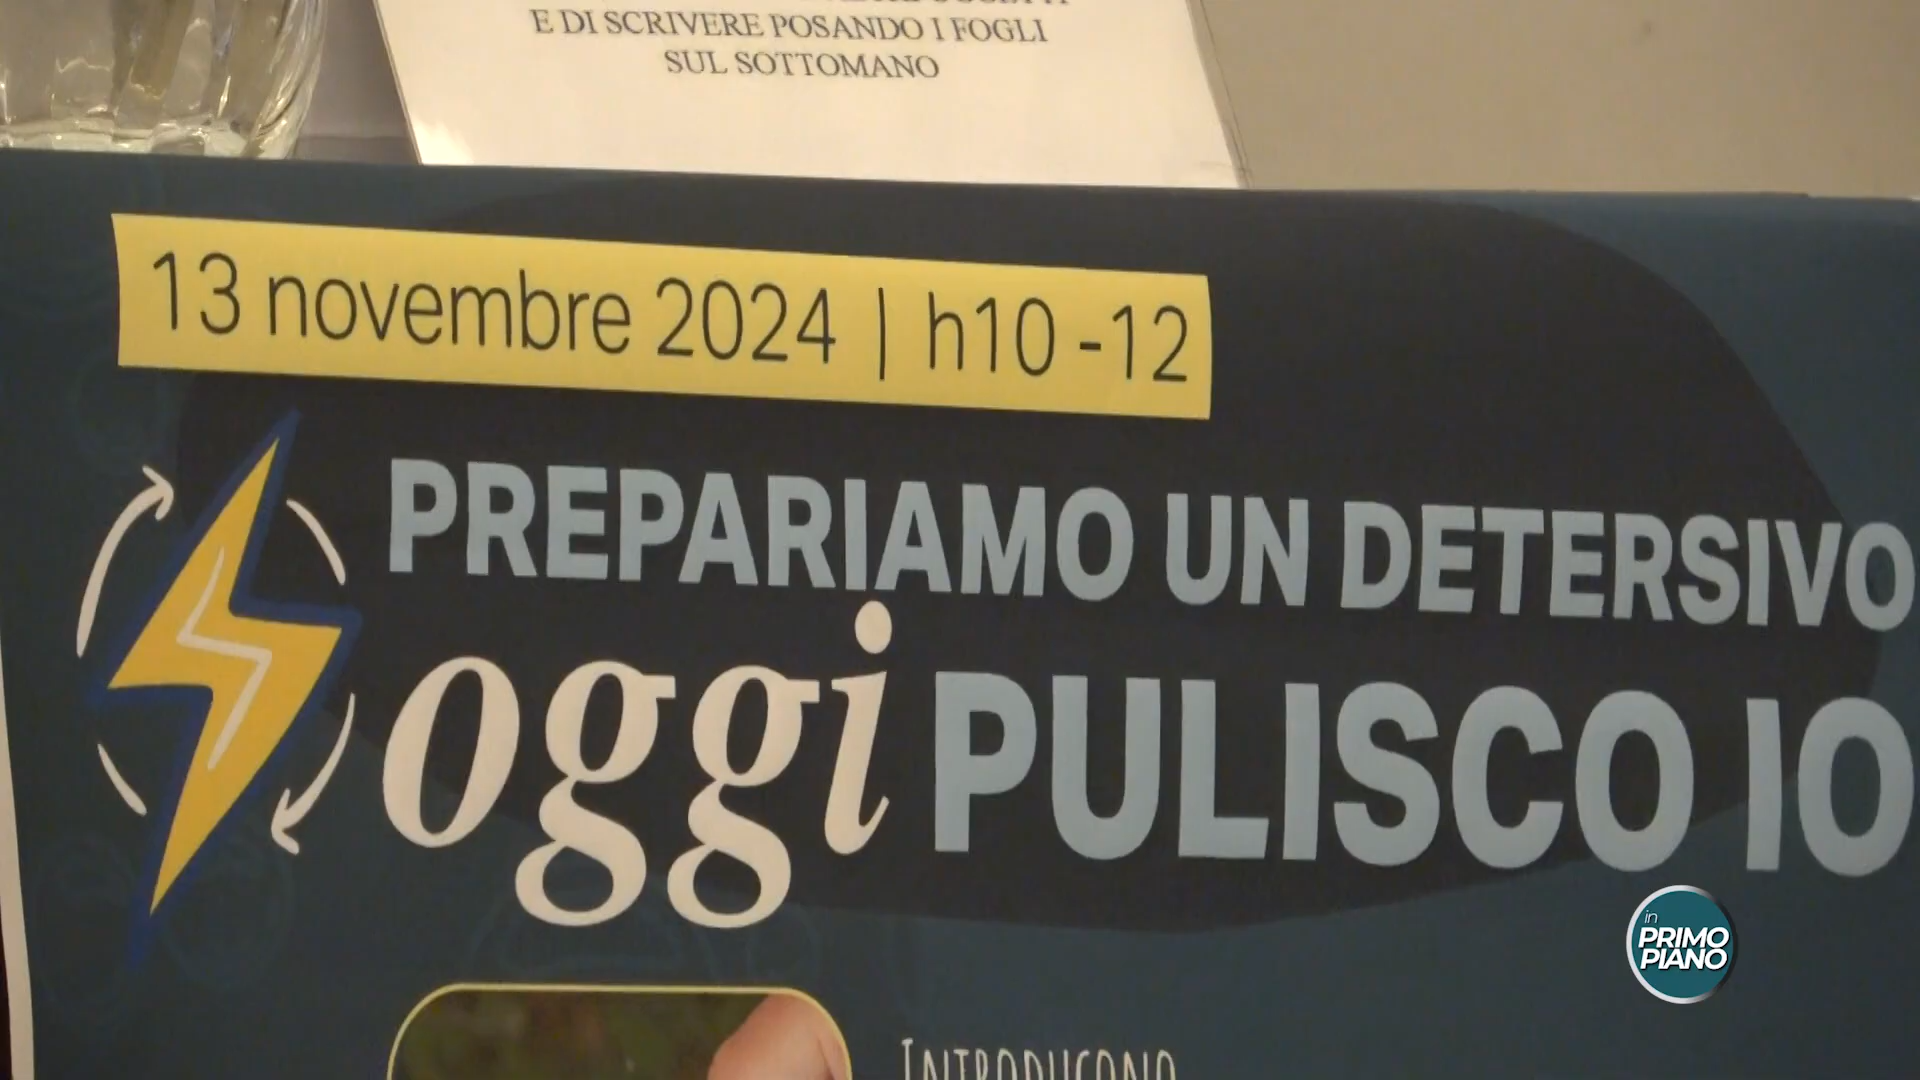 E DI SCRIVERE POSANDO I FOGLI
SUL SOTTOMANO
13 novembre 2024 | h10 -12
PREPARIAMO UN DETERSIVO
oggi PULISCO IO
in
PRIMO
PIANO
INTRODUCONO